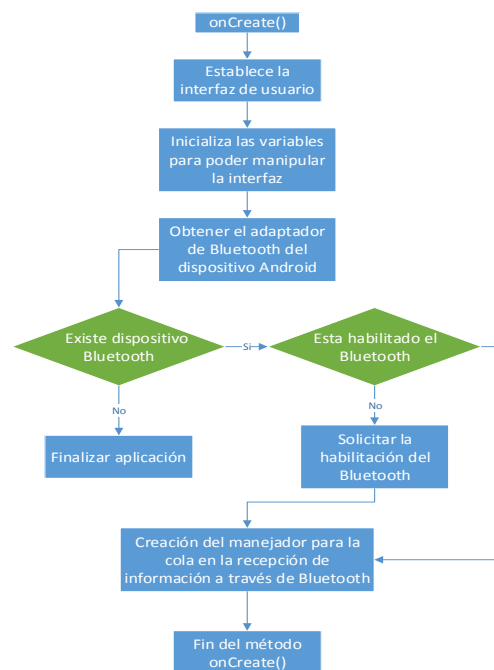 onCreate()
Establece la
interfaz de usuario
Inicializa las variables
para poder manipular
la interfaz
Obtener el adaptador
de Bluetooth del
dispositivo Android
Existe dispositivo
Bluetooth
Si
Esta habilitado el
Bluetooth
No
No
Finalizar aplicación
Solicitar la
habilitación del
Bluetooth
Creación del manejador para la
cola en la recepción de
información a través de Bluetooth
Fin del método
onCreate()